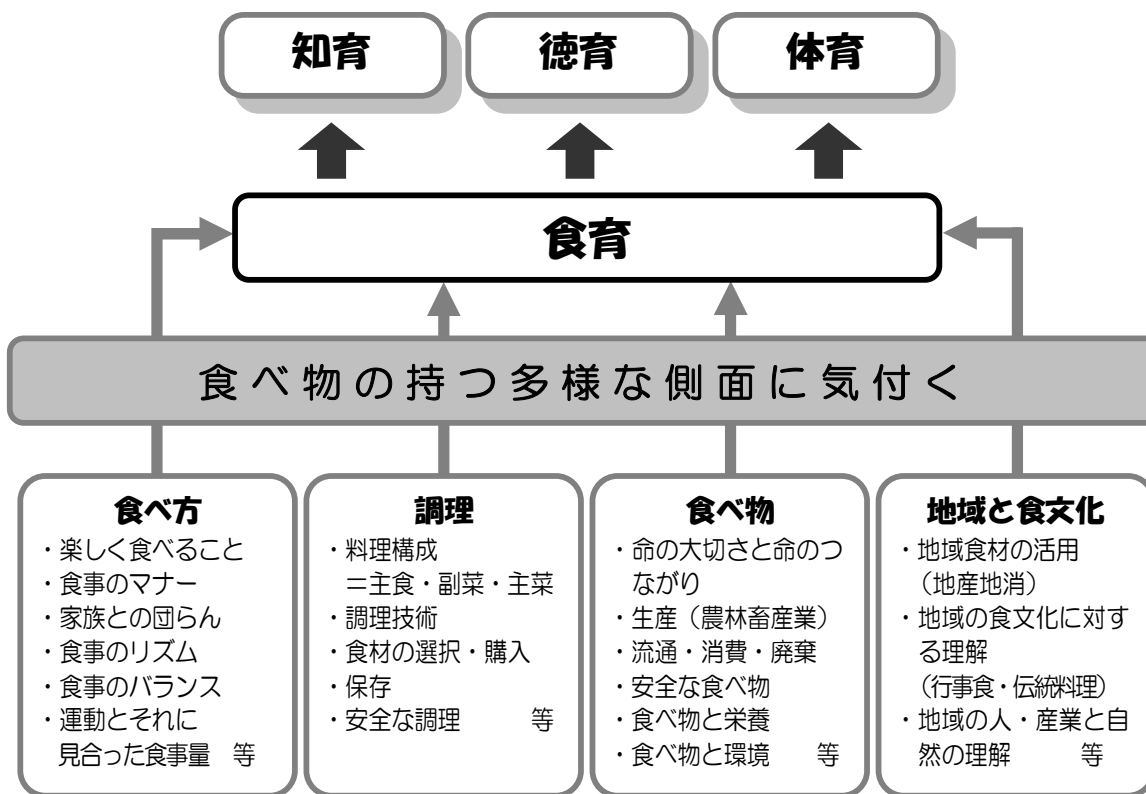 知育
徳育
体育
食育
食べ物の持つ多様な側面に気付く
食べ方
・楽しく食べること
・食事のマナー
・家族との団らん
・食事のリズム
・食事のバランス
・運動とそれに
見合った食事量 等
調理
・料理構成
＝主食・副菜・主菜
・調理技術
・食材の選択・購入
・保存
・安全な調理 等
食べ物
・命の大切さと命のつ
ながり
・生産（農林畜産業）
・流通・消費・廃棄
・安全な食べ物
・食べ物と栄養
・食べ物と環境 等
地域と食文化
・地域食材の活用
（地産地消）
・地域の食文化に対す
る理解
（行事食・伝統料理）
・地域の人・産業と自
然の理解 等